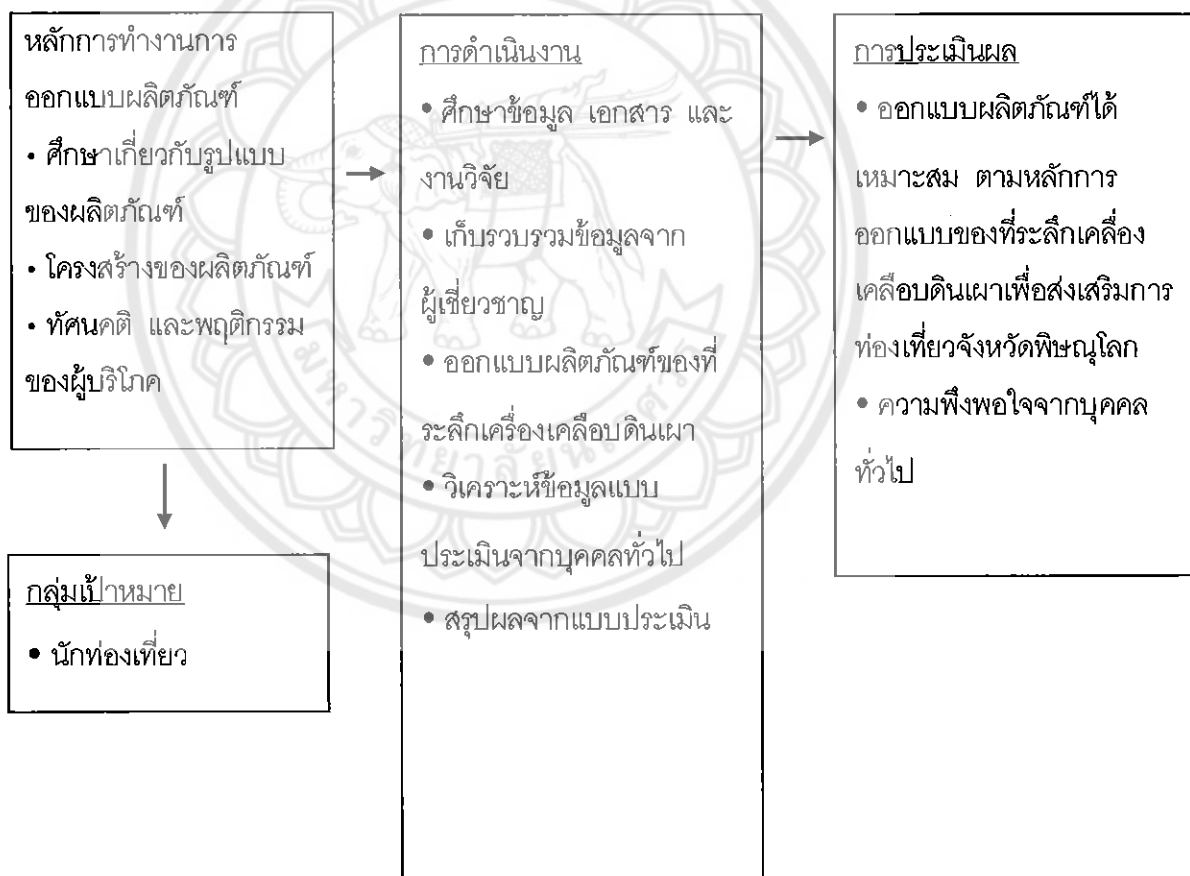 หลักการทำงานการ
ออกแบบผลิตภัณฑ์
• ศึกษาเกี่ยวกับรูปแบบ
ของผลิตภัณฑ์
• โครงสร้างของผลิตภัณฑ์
• ทัศนคติ และพฤติกรรม
ของผู้บริโภค
กลุ่มเป้าหมาย
• นักท่องเที่ยว
การดำเนินงาน
• ศึกษาข้อมูล เอกสาร และ
งานวิจัย
• เก็บรวบรวมข้อมูลจาก
ผู้เชี่ยวชาญ
• ออกแบบผลิตภัณฑ์ของที่
ระลึกเครื่องเคลือบดินเผา
• วิเคราะห์ข้อมูลแบบ
ประเมินจากบุคคลทั่วไป
• สรุปผลจากแบบประเมิน
การประเมินผล
• ออกแบบผลิตภัณฑ์ได้
เหมาะสม ตามหลักการ
ออกแบบของที่ระลึกเคลื่อง
เคลือบดินเผาเพื่อส่งเสริมการ
ท่องเที่ยวจังหวัดพิษณุโลก
• ความพึงพอใจจากบุคคล
ทั่วไป
มหาวิทยาลัยนเรศวร